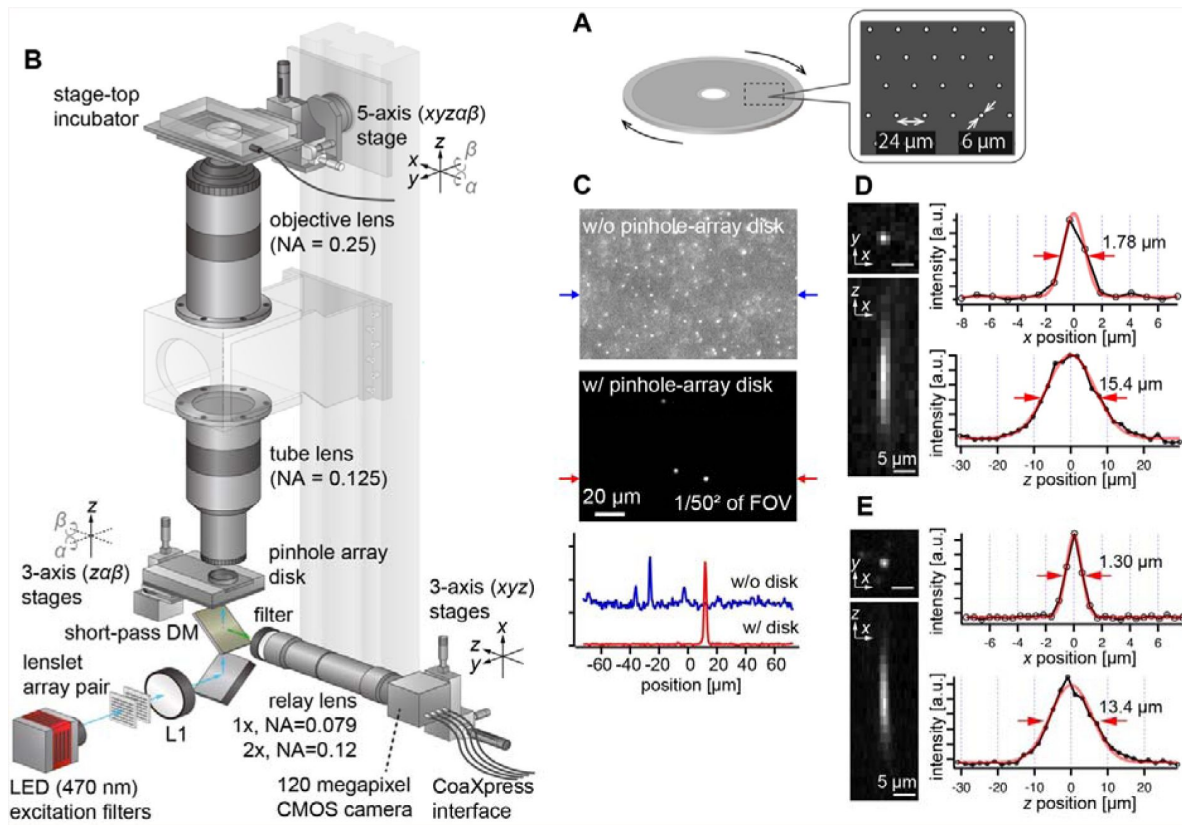 A
24 µm
6 µm
B
stage-top
incubator
5-axis (xyzαβ)
stage
z
x
y
β
α
objective lens
(NA = 0.25)
tube lens
(NA = 0.125)
z
β
α
3-axis (zαβ)
stages
pinhole array
disk
short-pass DM
filter
3-axis (xyz)
stages
x
z
y
lenslet
array pair
L1
relay lens
1x, NA=0.079
2x, NA=0.12
LED (470 nm)
excitation filters
120 megapixel
CMOS camera
CoaXpress
interface
C
w/o pinhole-array disk
w/ pinhole-array disk
20 µm
1/50² of FOV
w/o disk
w/ disk
-60 -40 -20 0 20 40 60
position [µm]
D
y
x
z
x
5 µm
intensity [a.u.]
1.78 µm
-8 -6 -4 -2 0 2 4 6
x position [µm]
intensity [a.u.]
15.4 µm
-30 -20 -10 0 10 20
z position [µm]
E
y
x
z
x
5 µm
intensity [a.u.]
1.30 µm
-8 -6 -4 -2 0 2 4 6
x position [µm]
intensity [a.u.]
13.4 µm
-30 -20 -10 0 10 20
z position [µm]